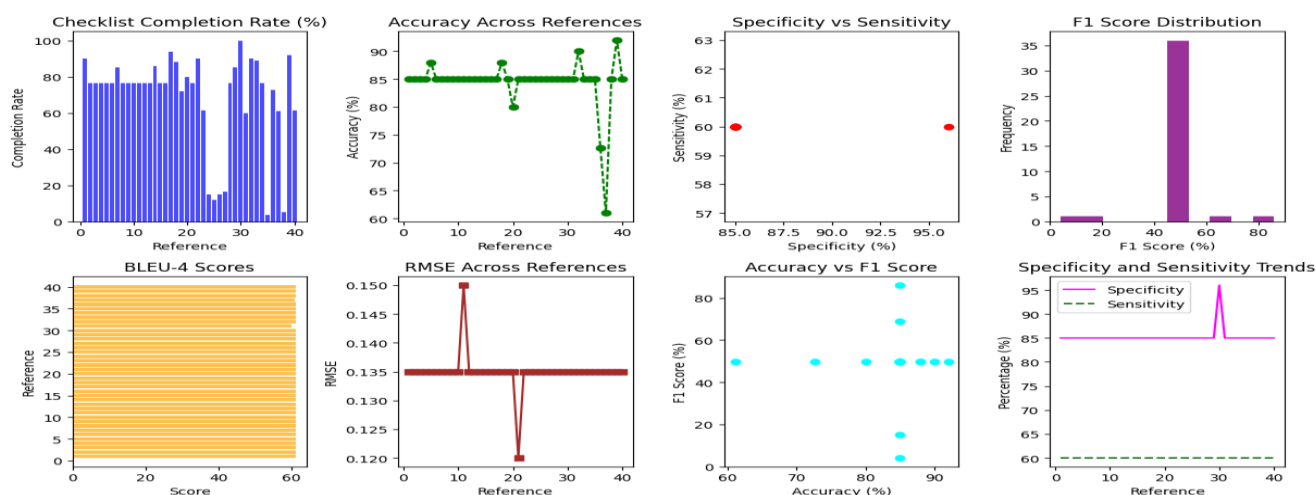 Checklist Completion Rate (%)
100
80
60
40
20
0
Completion Rate
0 10 20 30 40
Reference
Accuracy Across References
90
85
80
75
70
65
60
Accuracy (%)
0 10 20 30 40
Reference
Specificity vs Sensitivity
63
62
61
60
59
58
57
Sensitivity (%)
85.0 87.5 90.0 92.5 95.0
Specificity (%)
F1 Score Distribution
35
30
25
20
15
10
5
0
Frequency
20 40 60 80
F1 Score (%)
BLEU-4 Scores
40
35
30
25
20
15
10
5
0
Reference
0 20 40 60
Score
RMSE Across References
0.150
0.145
0.140
0.135
0.130
0.125
0.120
RMSE
0 10 20 30 40
Reference
Accuracy vs F1 Score
80
60
40
20
0
F1 Score (%)
60 70 80 90
Accuracy (%)
Specificity and Sensitivity Trends
Specificity
Sensitivity
95
90
85
80
75
70
65
60
Percentage (%)
0 10 20 30 40
Reference